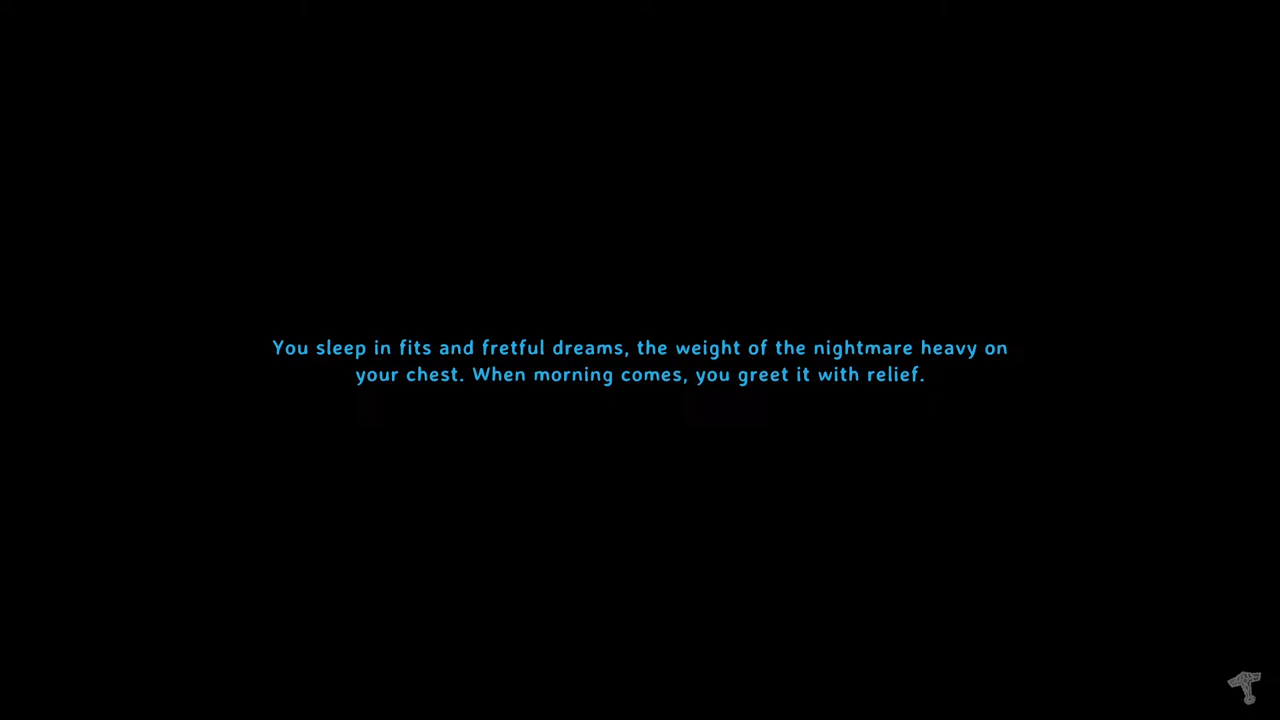 You sleep in fits and fretful dreams, the weight of the nightmare heavy on
your chest. When morning comes, you greet it with relief.